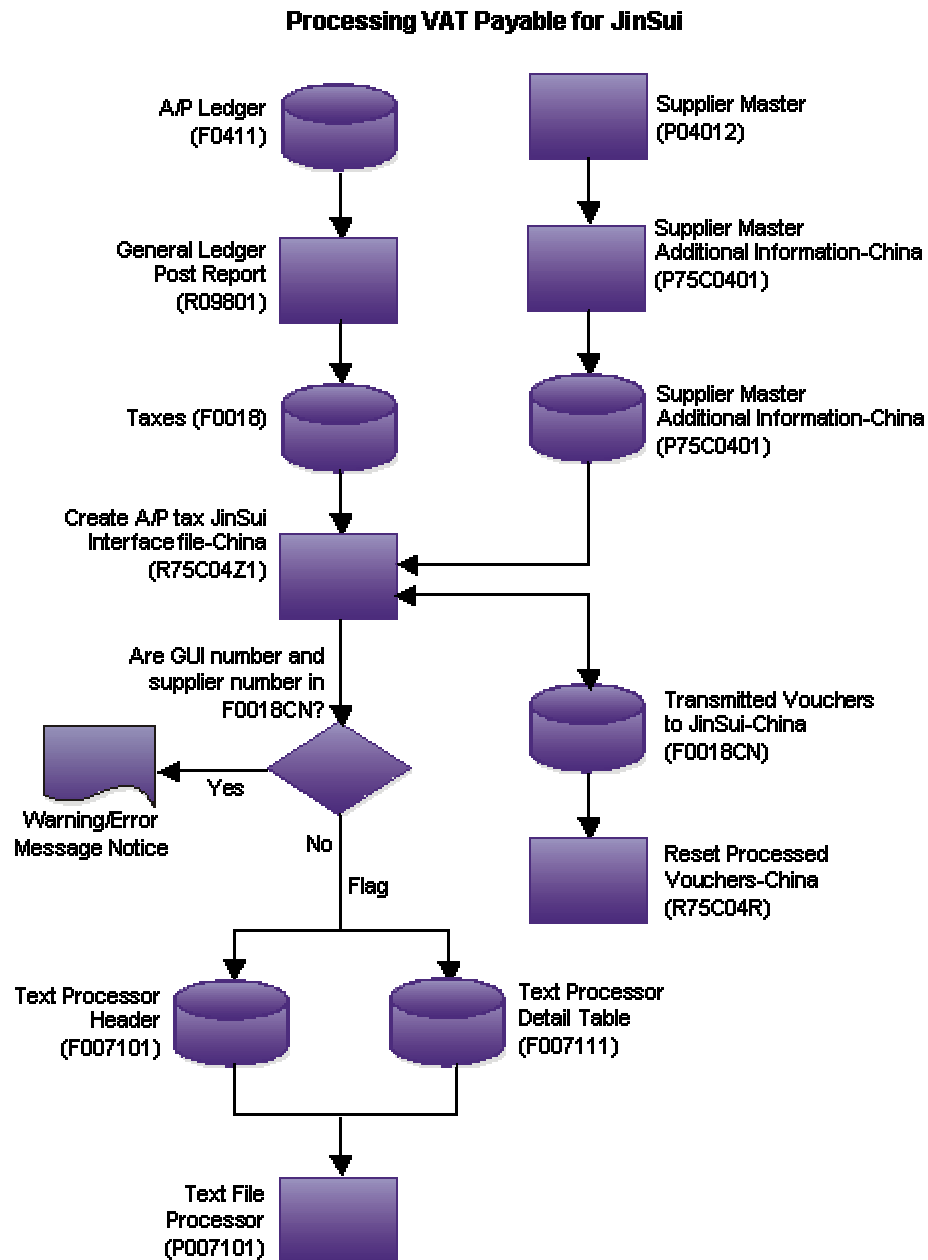 Processing VAT Payable for JinSui
A/P Ledger
(F0411)
Supplier Master
(P04012)
General Ledger
Post Report
(R09801)
Supplier Master
Additional Information-China
(P75C0401)
Taxes (F0018)
Supplier Master
Additional Information-China
(P75C0401)
Create A/P tax JinSui
Interface file-China
(R75C04Z1)
Are GUI number and
supplier number in
F0018CN?
Transmitted Vouchers
to JinSui-China
(F0018CN)
Yes
Warning/Error
Message Notice
No
Reset Processed
Vouchers-China
(R75C04R)
Flag
Text Processor
Header
(F007101)
Text Processor
Detail Table
(F007111)
Text File
Processor
(P007101)